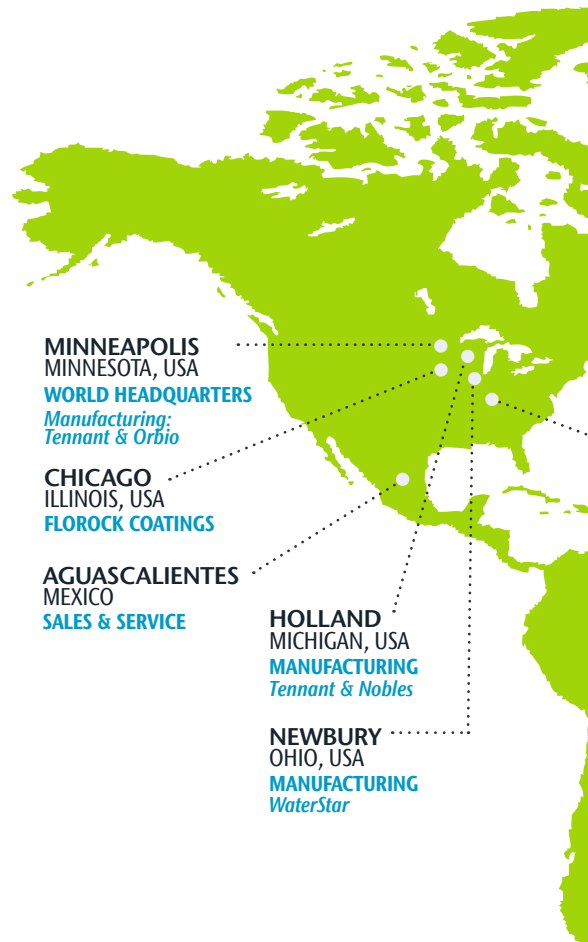 MINNEAPOLIS
MINNESOTA, USA
WORLD HEADQUARTERS
Manufacturing:
Tennant & Orbio
CHICAGO
ILLINOIS, USA
FLOROCK COATINGS
AGUASCALIENTES
MEXICO
SALES & SERVICE
HOLLAND
MICHIGAN, USA
MANUFACTURING
Tennant & Nobles
NEWBURY
OHIO, USA
MANUFACTURING
WaterStar